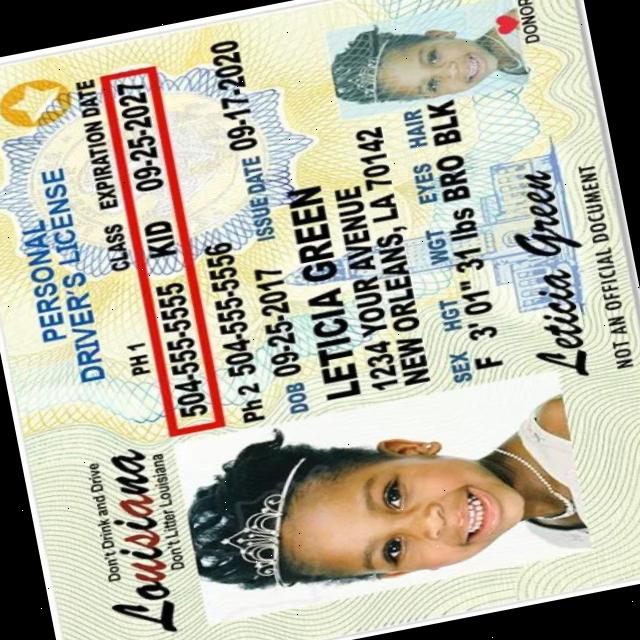 Don't Drink and Drive
Louisiana
Don't Litter Louisiana
PERSONAL
DRIVER'S LICENSE
PH 1 CLASS EXPIRATION DATE
504-555-5555 KID 09-25-2027
Ph 2 504-555-5556
DOB 09-25-2017 ISSUE DATE 09-17-2020
LETICIA GREEN
1234 YOUR AVENUE
NEW ORLEANS, LA 70142
SEX HGT WGT EYES HAIR
F 3' 01" 31 lbs BRO BLK
Leticia Green
DONOR
NOT AN OFFICIAL DOCUMENT